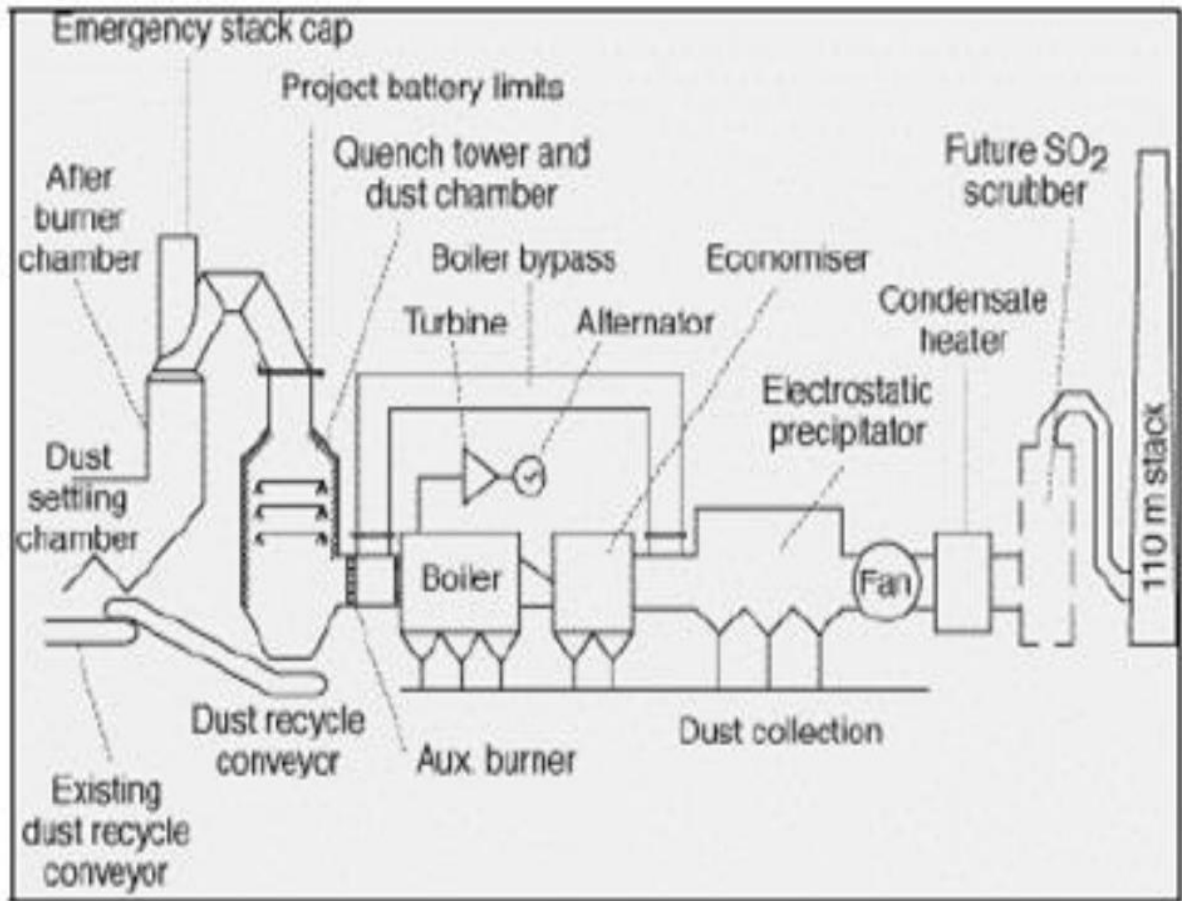 Emergency stack cap
Project battery limits
Quench tower and
dust chamber
Future SO₂
scrubber
After
burner
chamber
Boiler bypass
Economiser
Condensate
heater
Turbine
Alternator
Electrostatic
precipitator
110 m stack
Dust
settling
chamber
Boiler
Fan
Dust recycle
conveyor
Aux. burner
Dust collection
Existing
dust recycle
conveyor